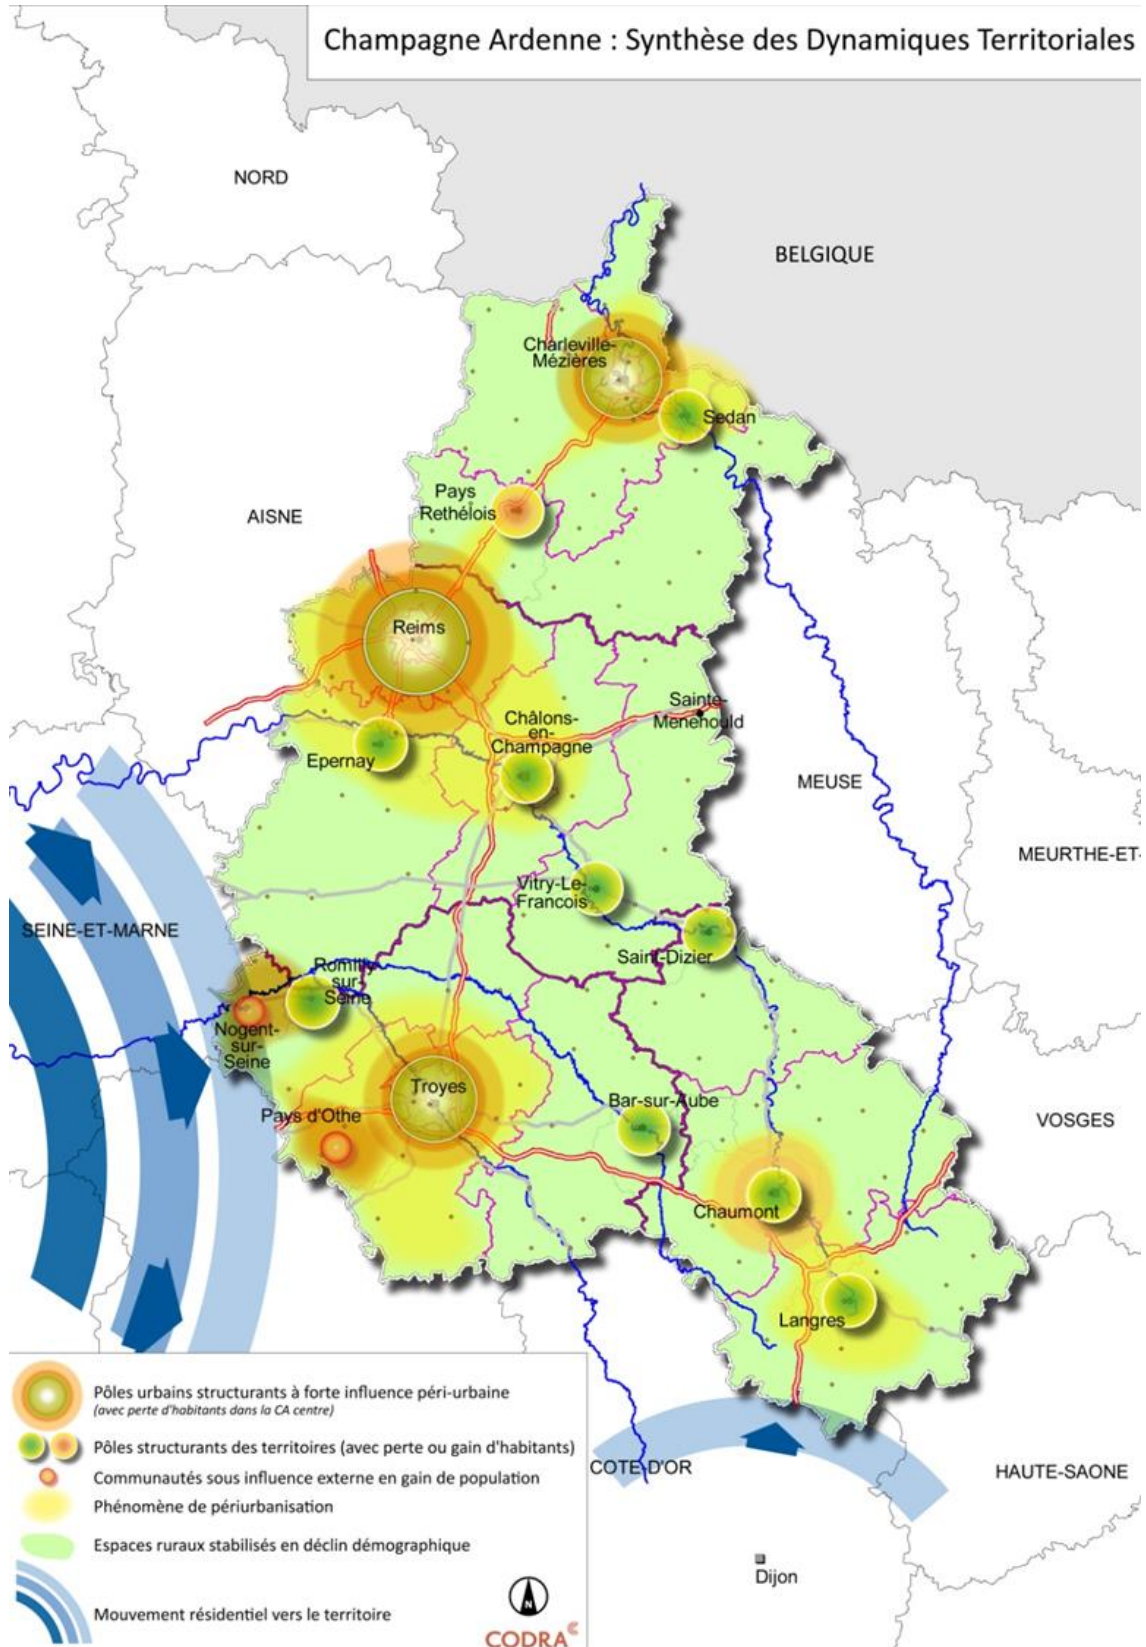 Champagne Ardenne : Synthèse des Dynamiques Territoriales
NORD
BELGIQUE
Charleville-
Mézières
Sedan
Pays
Rethélois
AISNE
Reims
Sainte-
Ménehould
Châlons-
en-
Champagne
Epernay
MEUSE
MEURTHE-ET-
Vitry-Le-
Francois
SEINE-ET-MARNE
Saint-Dizier
Romilly-
sur-
Seine
Nogent-
sur-
Seine
Troyes
Bar-sur-Aube
Pays d'Othe
VOSGES
Chaumont
Langres
Pôles urbains structurants à forte influence péri-urbaine
(avec perte d'habitants dans la CA centre)
Pôles structurants des territoires (avec perte ou gain d'habitants)
Communautés sous influence externe en gain de population
Phénomène de périurbanisation
Espaces ruraux stabilisés en déclin démographique
Mouvement résidentiel vers le territoire
N
CODRA
COTE-D'OR
HAUTE-SAONE
Dijon